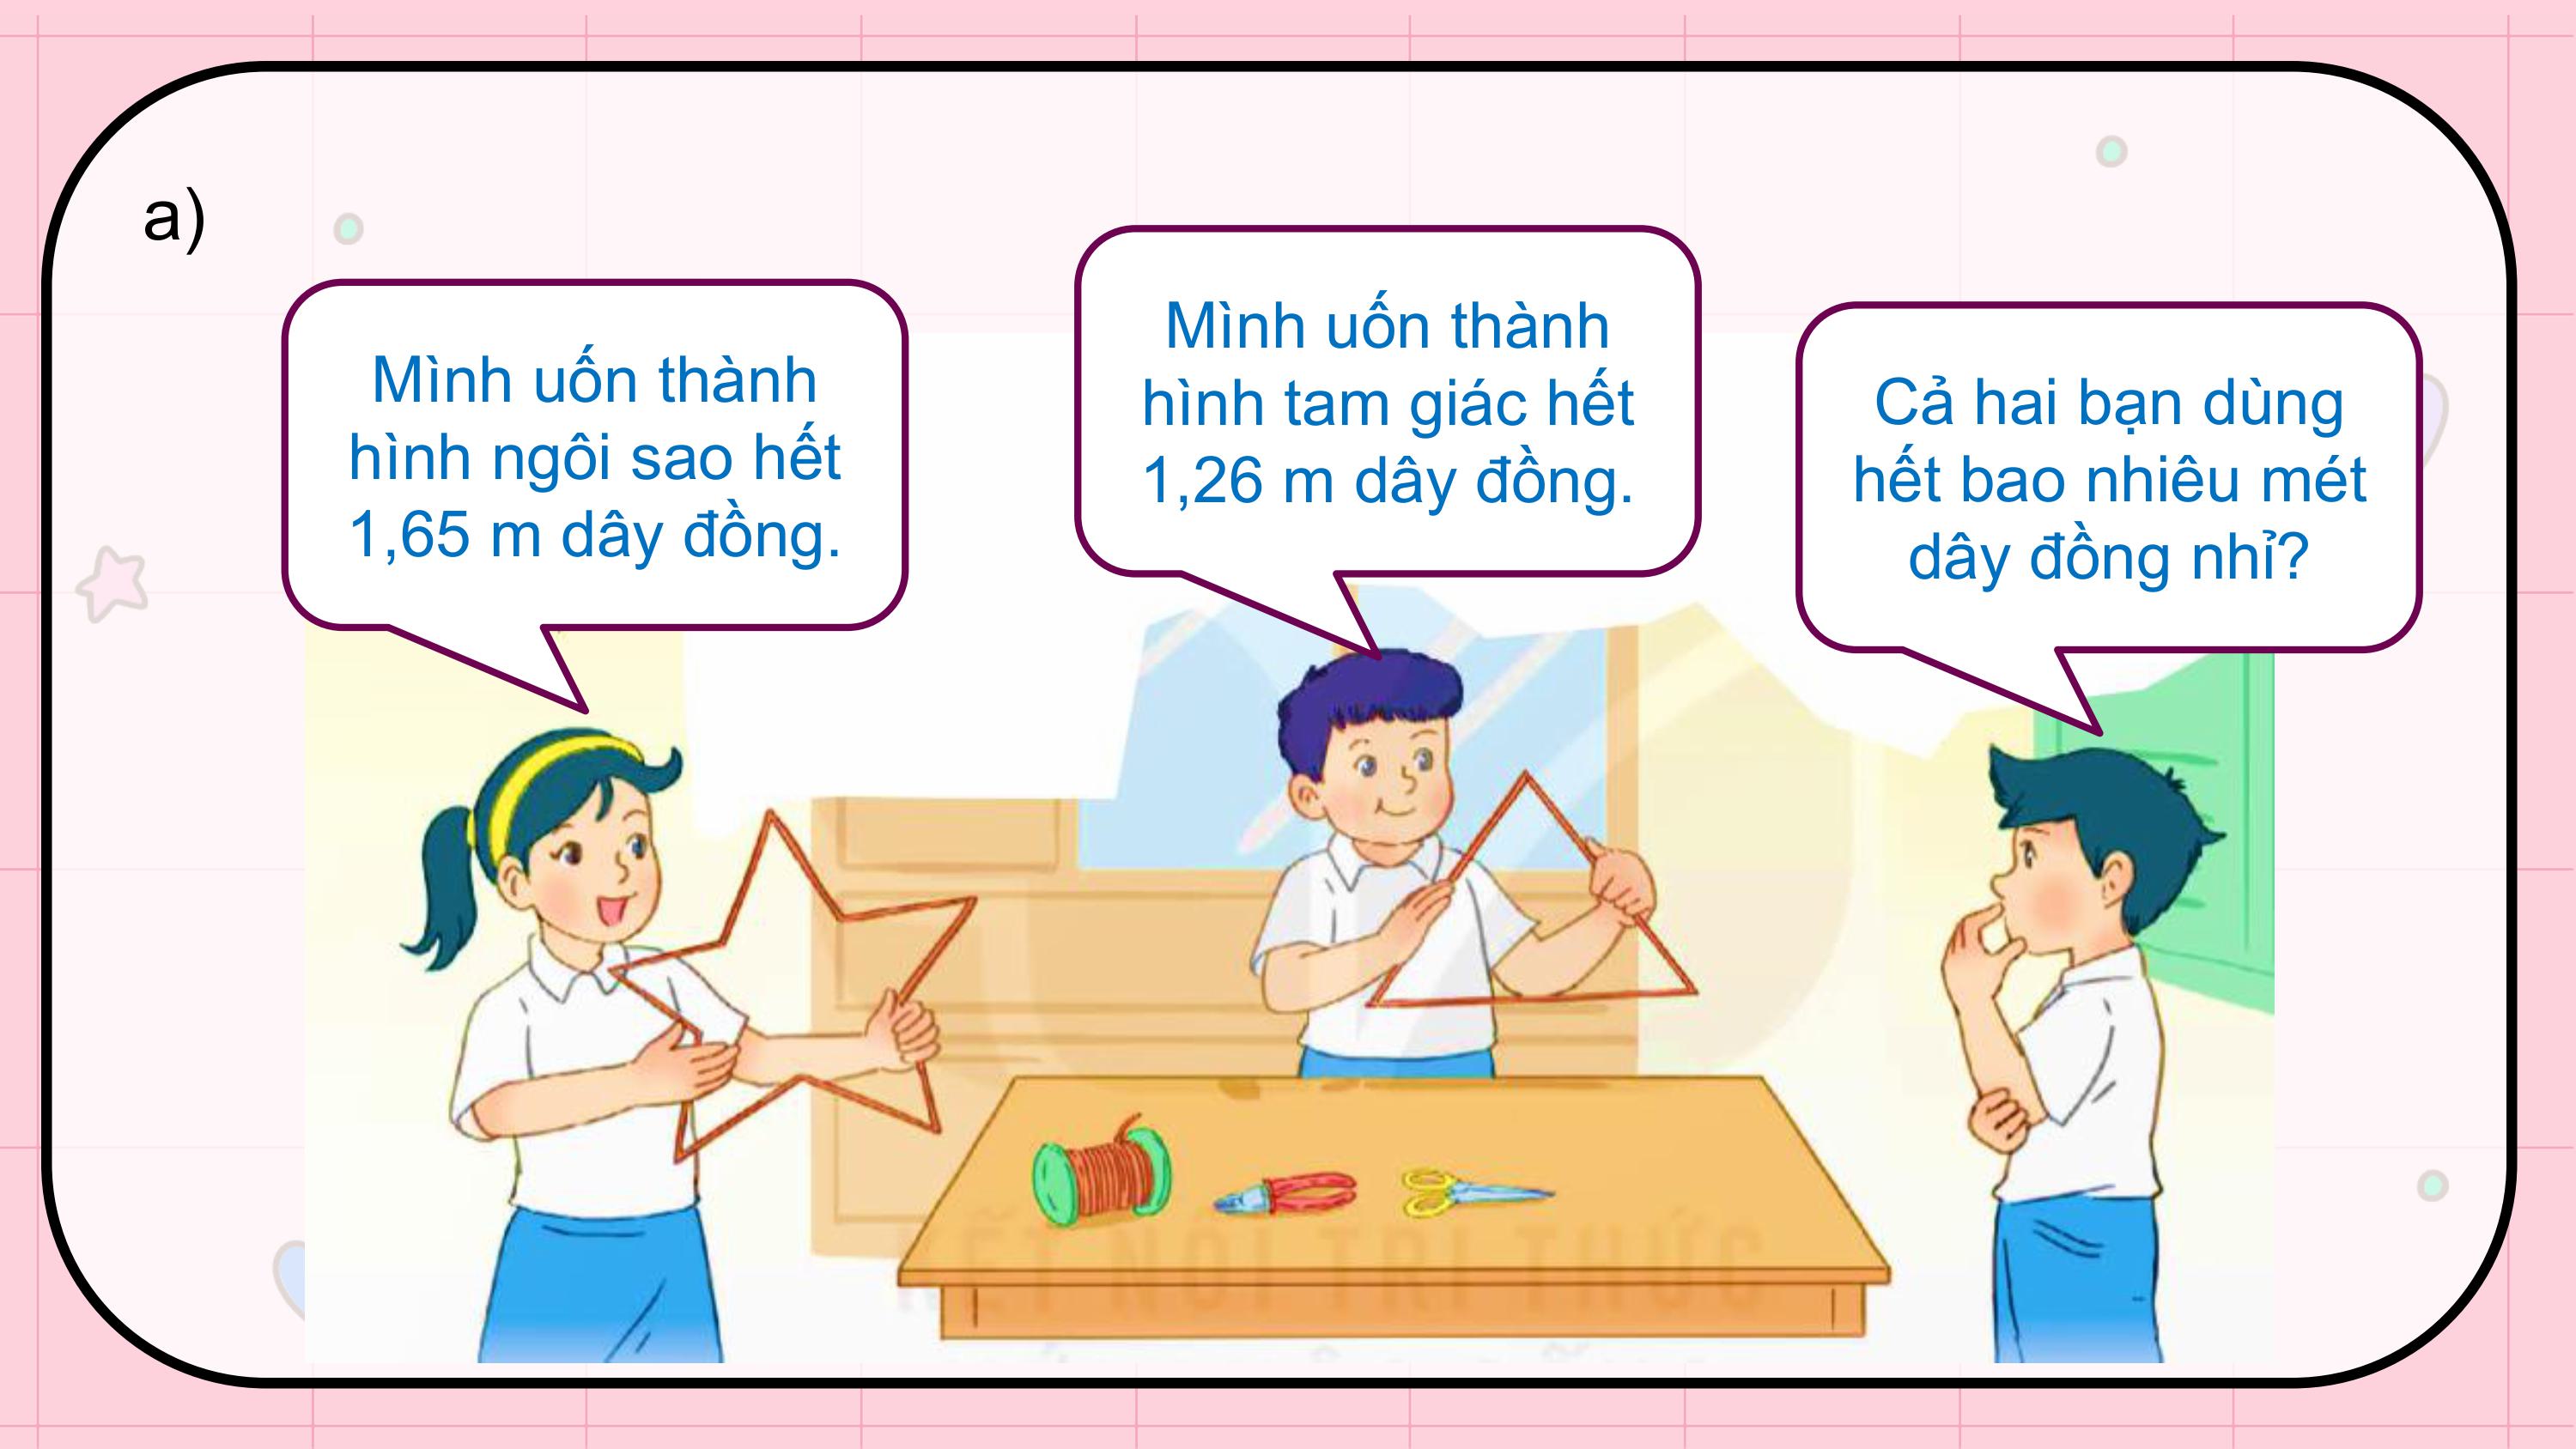 a)
Mình uốn thành
hình ngôi sao hết
1,65 m dây đồng.
Mình uốn thành
hình tam giác hết
1,26 m dây đồng.
Cả hai bạn dùng
hết bao nhiêu mét
dây đồng nhỉ?
KẾT NỐI TRI THỨC